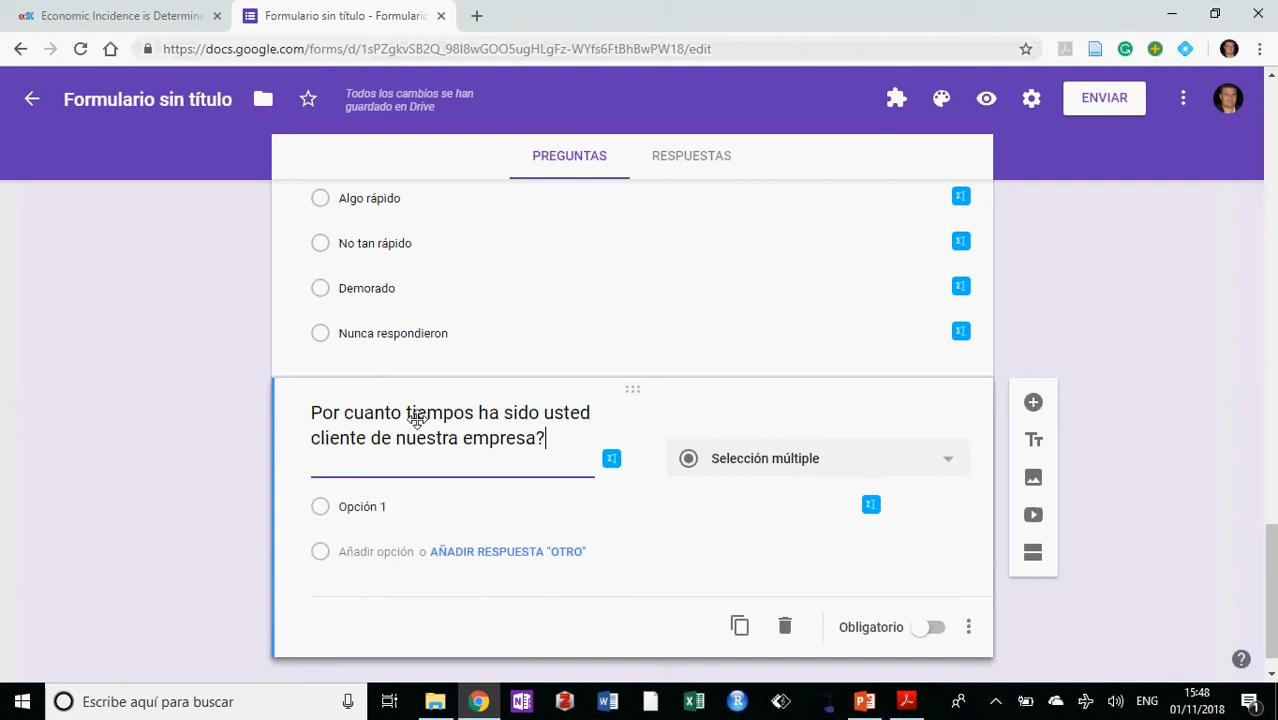 edX Economic Incidence is Determine
Formulario sin título - Formulario
https://docs.google.com/forms/d/1sPZgkvSB2Q_98I8wGOO5ugHLgFz-WYfs6FtBhBwPW18/edit
Formulario sin título
Todos los cambios se han
guardado en Drive
ENVIAR
PREGUNTAS
RESPUESTAS
Algo rápido
No tan rápido
Demorado
Nunca respondieron
Por cuanto tiempos ha sido usted
cliente de nuestra empresa?
Selección múltiple
Opción 1
Añadir opción o AÑADIR RESPUESTA "OTRO"
Obligatorio
Escribe aquí para buscar
ENG
15:48
01/11/2018